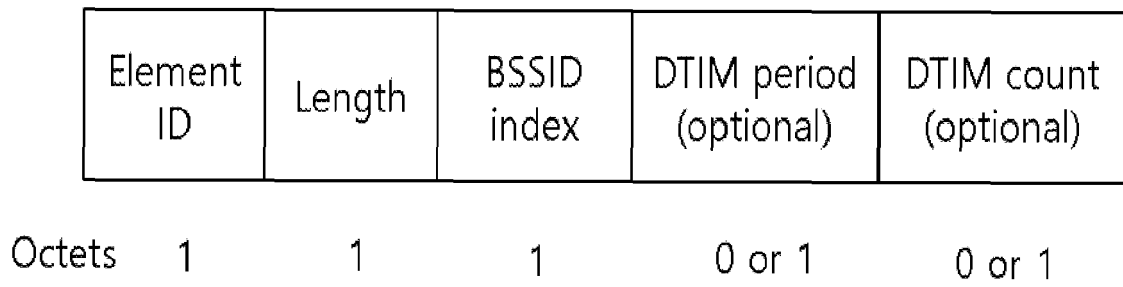 Element ID
Length
BSSID index
DTIM period (optional)
DTIM count (optional)
Octets 1 1 1 0 or 1 0 or 1